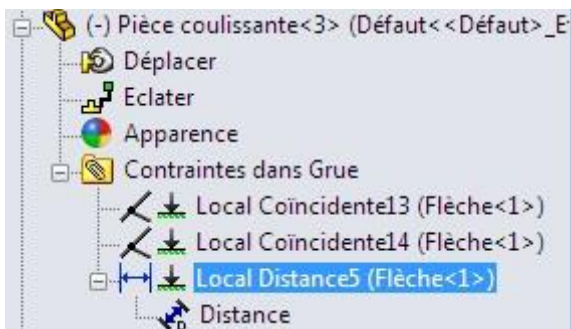 (-) Pièce coulissante<3> (Défaut<<Défaut>_E
Déplacer
Eclater
Apparence
Contraintes dans Grue
Local Coïncidente13 (Flèche<1>)
Local Coïncidente14 (Flèche<1>)
Local Distance5 (Flèche<1>)
Distance